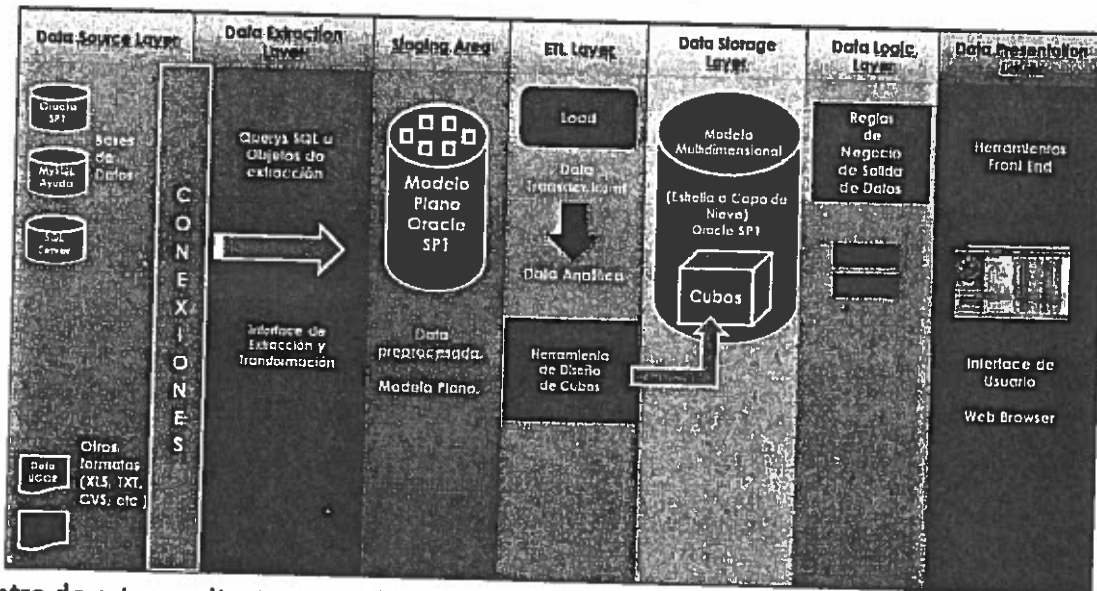 Data Source Layer
Oracle
SP1
MySQL
Ayuda
SQL
Server
Bases
de
Datos
Otros
formatos
(XLS, TXT,
CVS, etc.)
Data
CONEXIONES
Data Extraction
Layer
Querys SQL u
Objetos de
extracción
Interface de
Extracción y
Transformación
Staging Area
Modelo
Plano
Oracle
SP1
Data
preprocesada.
Modelo Plano.
ETL Layer
Load
Data
Data Analítica
Herramienta
de Diseño
de Cubos
Data Storage
Layer
Modelo
Multidimensional
(Estrella o Copo de
Nieve)
Oracle SP1
Cubos
Data Logic
Layer
Reglas
de
Negocio
de Salida
de Datos
Data Presentation
Herramientas
Front End
Interface de
Usuario
Web Browser